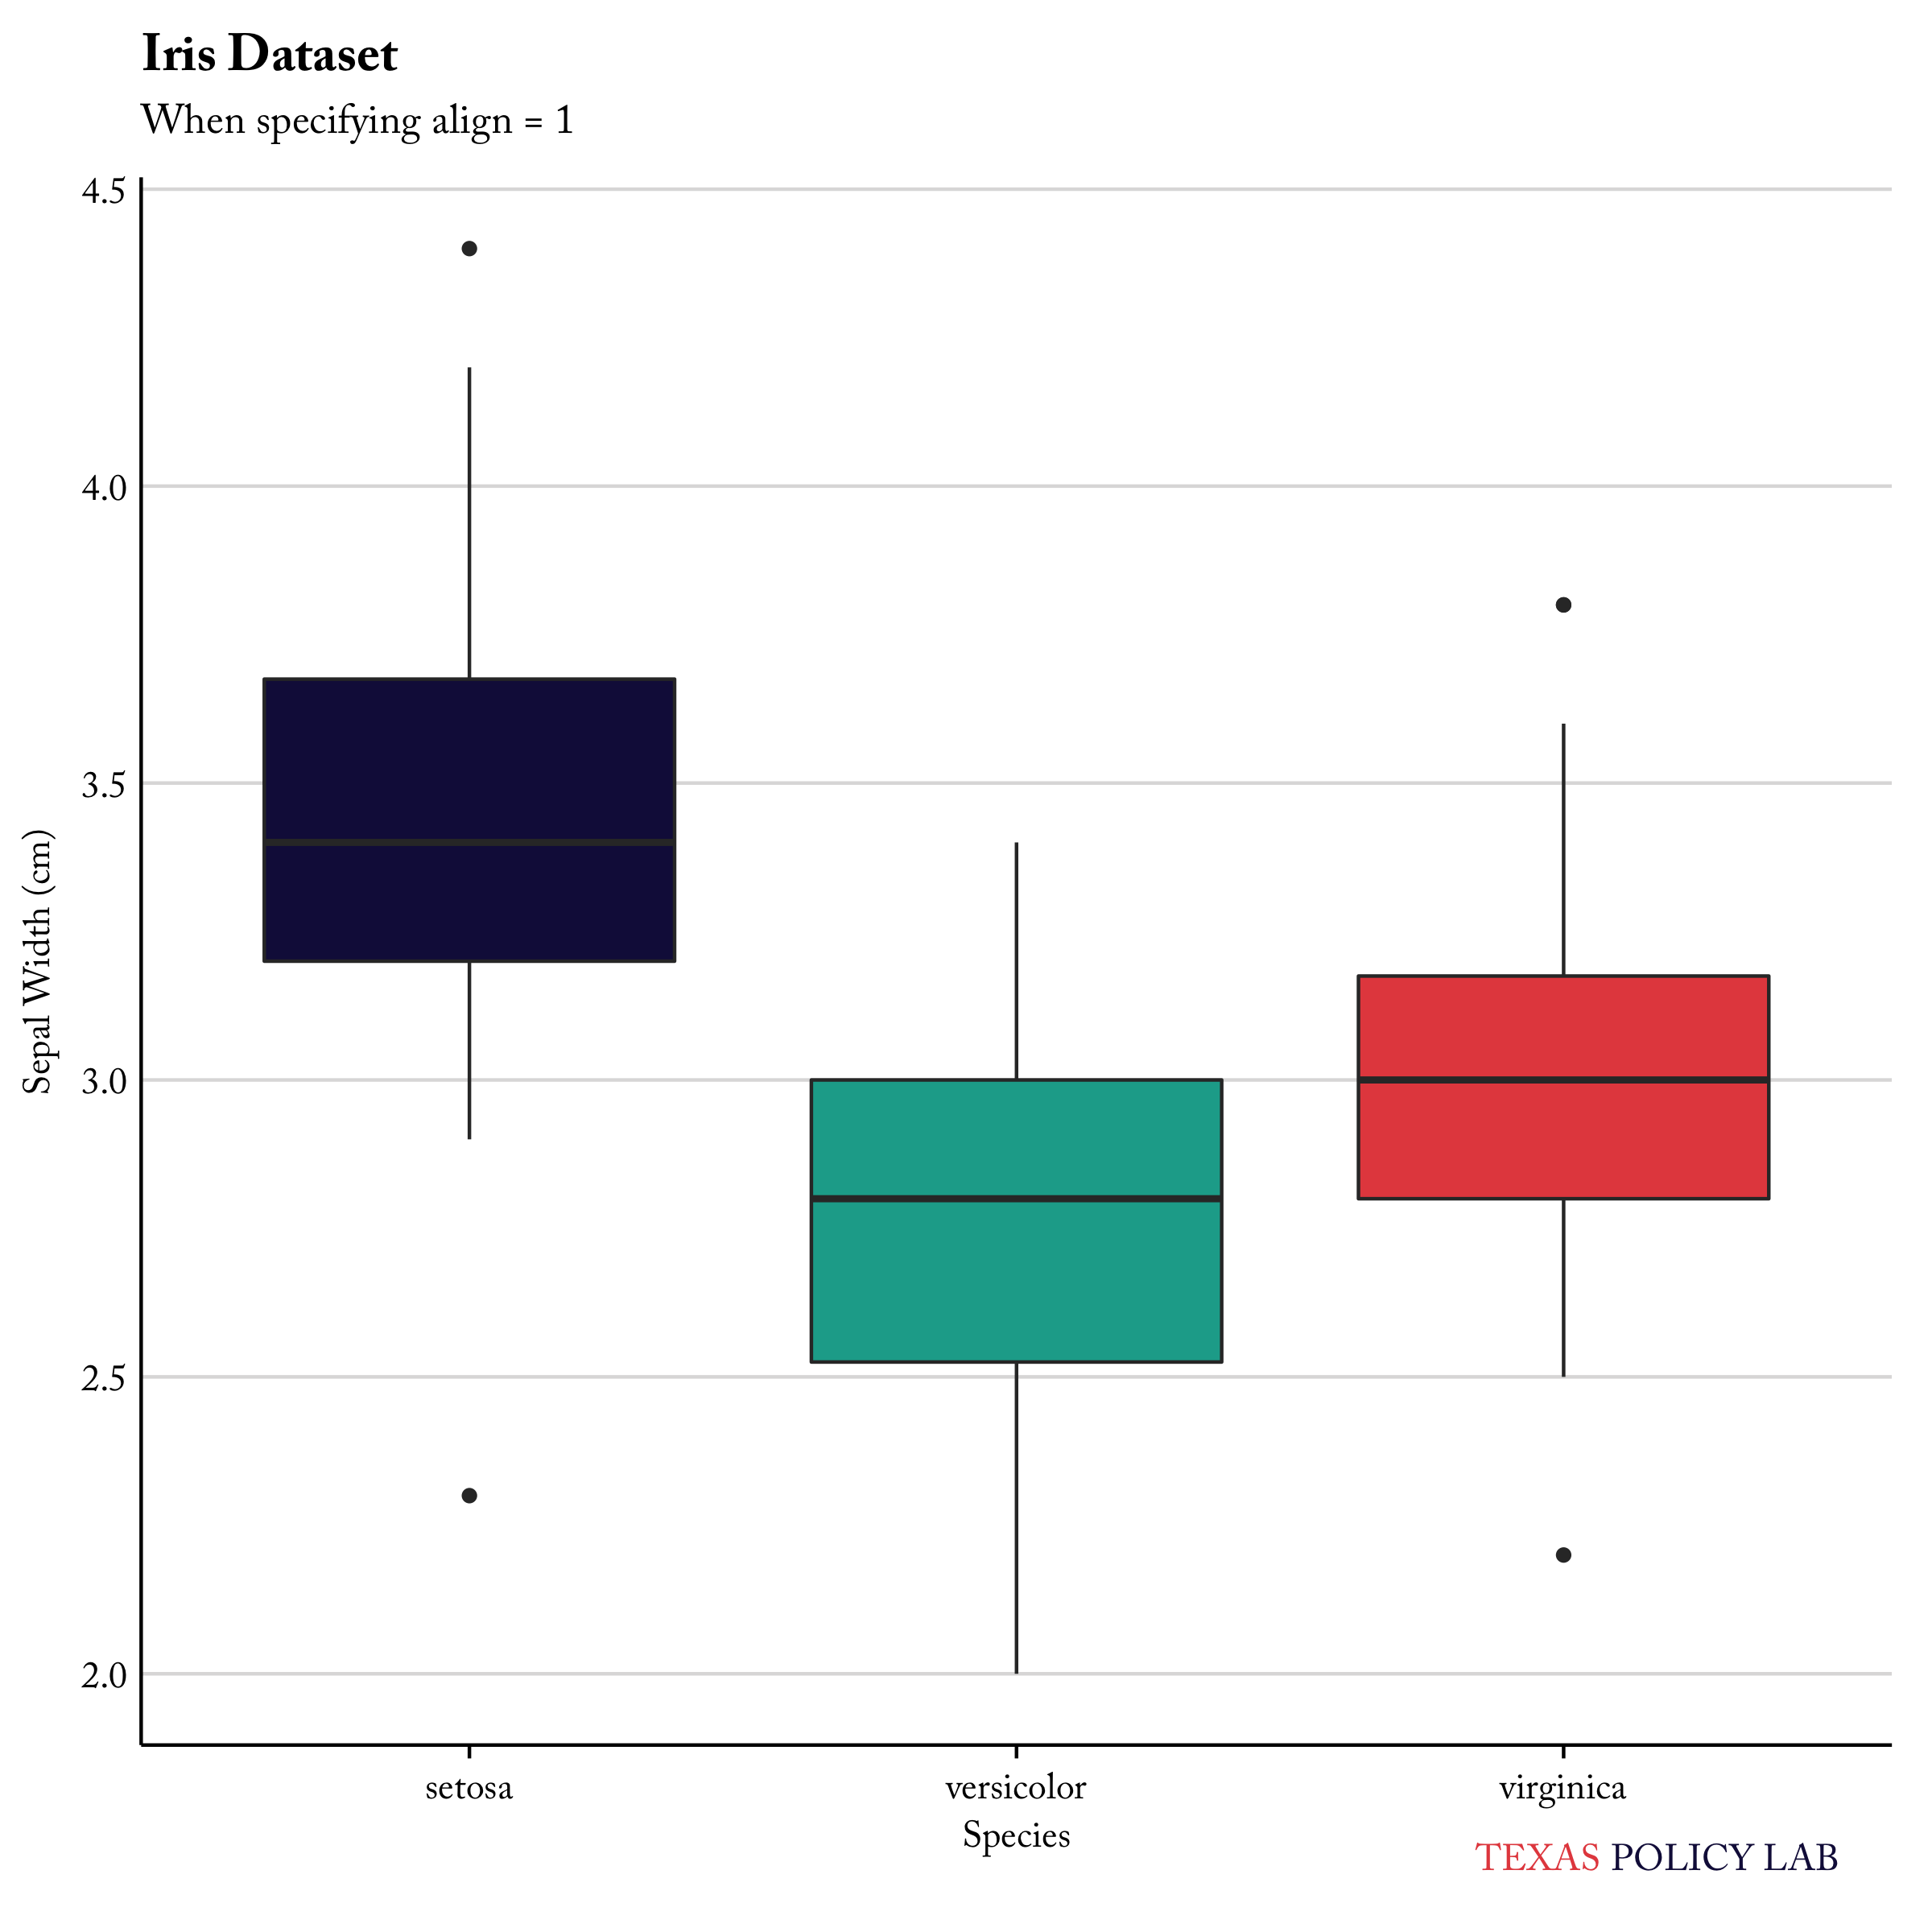 Iris Dataset
When specifying align = 1
4.5
4.0
3.5
3.0
2.5
2.0
Sepal Width (cm)
setosa versicolor virginica
Species
TEXAS POLICY LAB